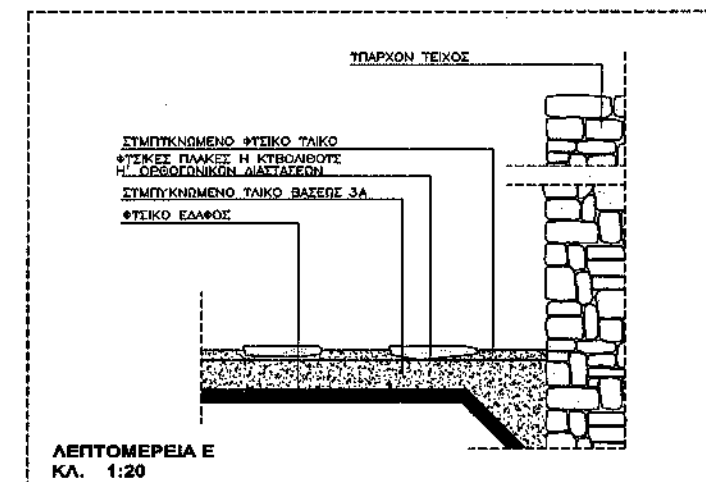 ΥΠΑΡΧΟΝ ΤΕΙΧΟΣ
ΣΥΜΠΥΚΝΩΜΕΝΟ ΦΥΣΙΚΟ ΥΛΙΚΟ
ΦΥΣΙΚΕΣ ΠΛΑΚΕΣ Η ΚΥΒΟΛΙΘΟΥΣ
Η' ΟΡΘΟΓΩΝΙΚΩΝ ΔΙΑΣΤΑΣΕΩΝ
ΣΥΜΠΥΚΝΩΜΕΝΟ ΥΛΙΚΟ ΒΑΣΕΩΣ 3Α
ΦΥΣΙΚΟ ΕΔΑΦΟΣ
ΛΕΠΤΟΜΕΡΕΙΑ Ε
ΚΛ. 1:20